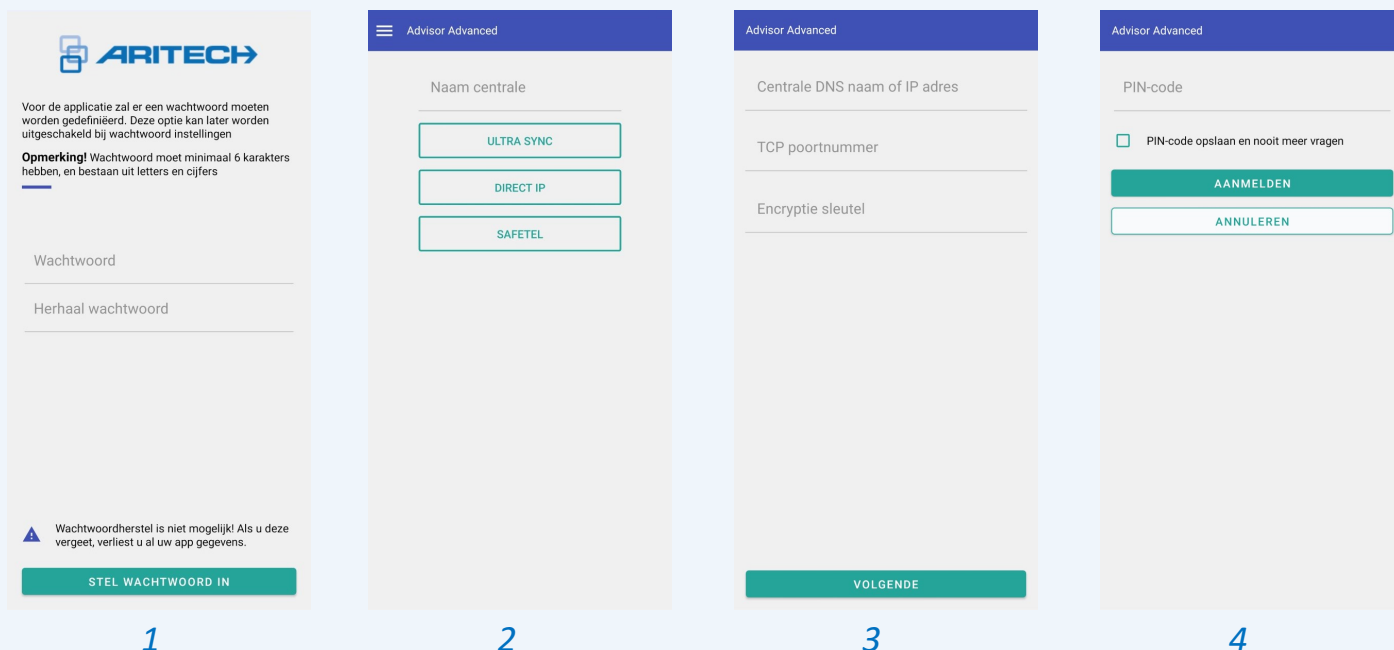 ARITECH
Voor de applicatie zal er een wachtwoord moeten
worden gedefiniëerd. Deze optie kan later worden
uitgeschakeld bij wachtwoord instellingen
Opmerking! Wachtwoord moet minimaal 6 karakters
hebben, en bestaan uit letters en cijfers
Wachtwoord
Herhaal wachtwoord
Wachtwoordherstel is niet mogelijk! Als u deze
vergeet, verliest u al uw app gegevens.
STEL WACHTWOORD IN
1
Advisor Advanced
Naam centrale
ULTRA SYNC
DIRECT IP
SAFETEL
2
Advisor Advanced
Centrale DNS naam of IP adres
TCP poortnummer
Encryptie sleutel
VOLGENDE
3
Advisor Advanced
PIN-code
PIN-code opslaan en nooit meer vragen
AANMELDEN
ANNULEREN
4